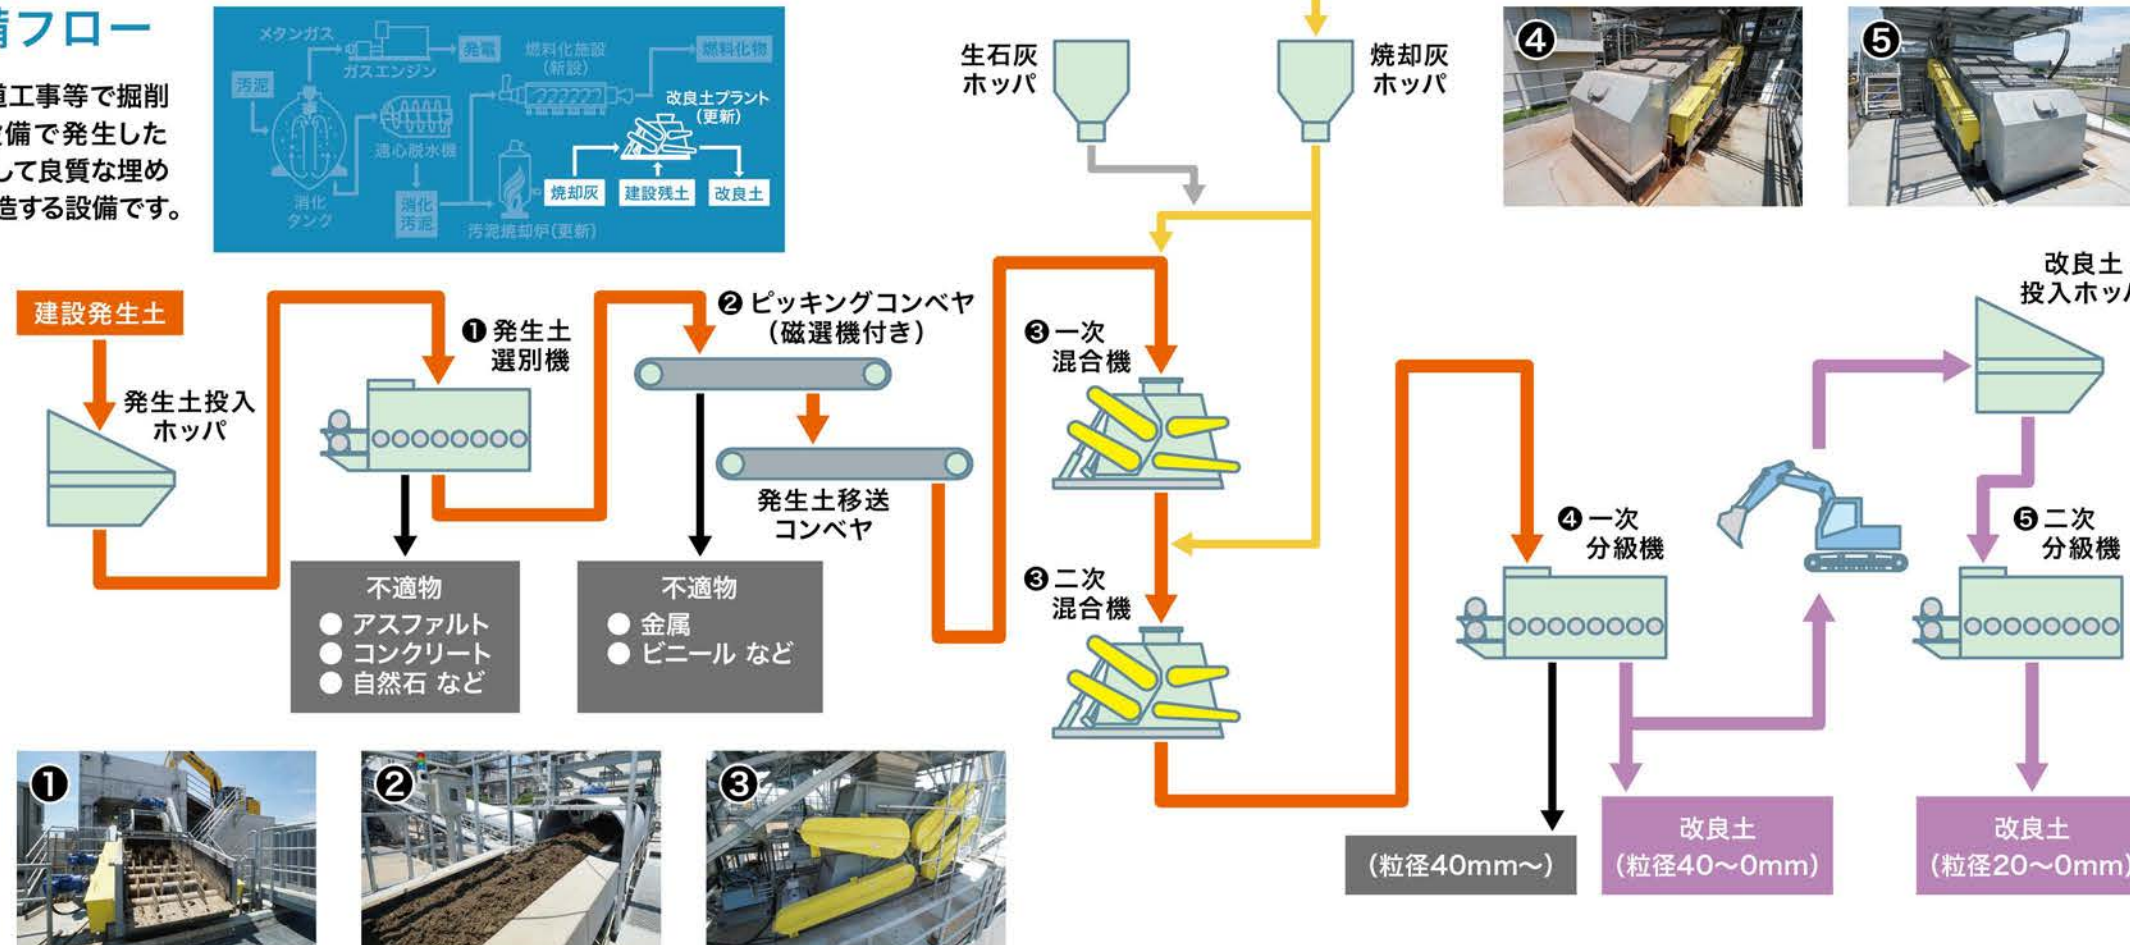 備フロー
道工事等で掘削
設備で発生した
して良質な埋め
造する設備です。
メタンガス
汚泥
ガスエンジン
発電
燃料化施設
(新設)
燃料化物
消化
タンク
遠心脱水機
消化
汚泥
汚泥焼却炉(更新)
改良土プラント
(更新)
焼却灰
建設残土
改良土
生石灰
ホッパ
焼却灰
ホッパ
❹
❺
建設発生土
発生土投入
ホッパ
❶発生土
選別機
不適物
● アスファルト
● コンクリート
● 自然石 など
❷ピッキングコンベヤ
(磁選機付き)
発生土移送
コンベヤ
不適物
● 金属
● ビニール など
❸一次
混合機
❸二次
混合機
❹一次
分級機
改良土
投入ホッパ
❺二次
分級機
(粒径40mm〜)
改良土
(粒径40〜0mm)
改良土
(粒径20〜0mm)
❶
❷
❸